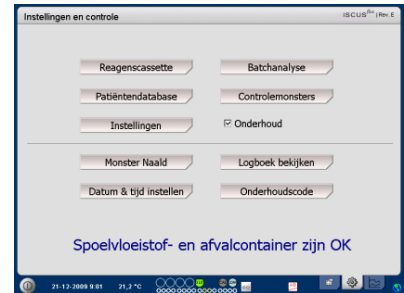 Instellingen en controle
ISCUSflex | Rev. E
Reagenscassette
Batchanalyse
Patiëntendatabase
Controlemonsters
Instellingen
Onderhoud
Monster Naald
Logboek bekijken
Datum & tijd instellen
Onderhoudscode
Spoelvloeistof- en afvalcontainer zijn OK
21-12-2009 9:01
21,2 °C